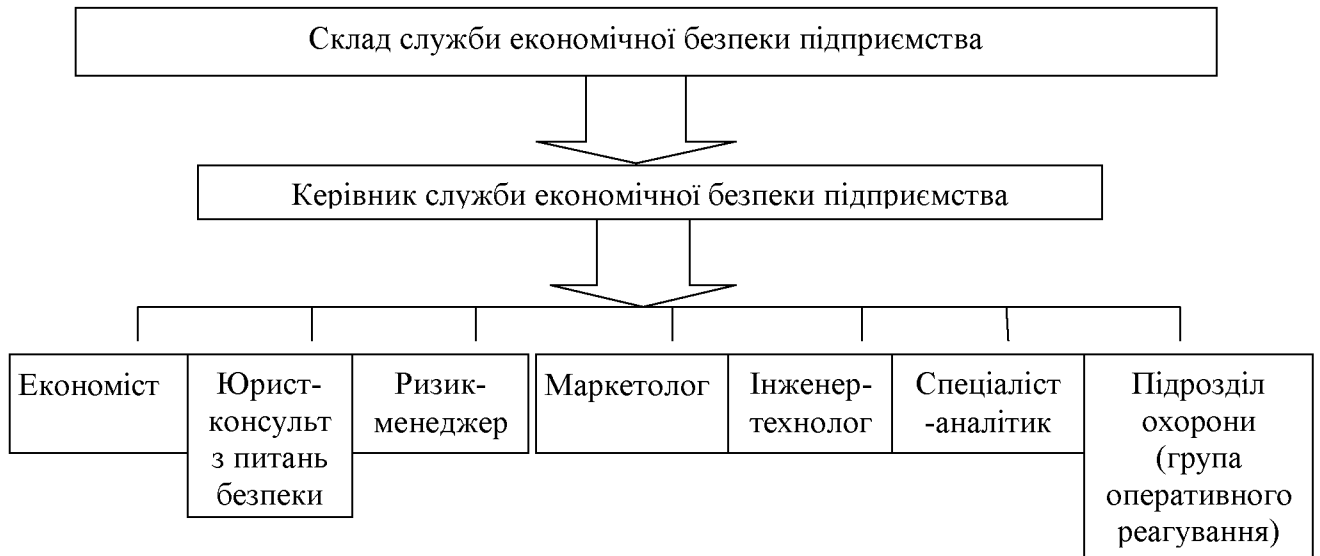 Склад служби економічної безпеки підприємства
Керівник служби економічної безпеки підприємства
Економіст
Юрист-
консульт
з питань
безпеки
Ризик-
менеджер
Маркетолог
Інженер-
технолог
Спеціаліст
-аналітик
Підрозділ
охорони
(група
оперативного
реагування)